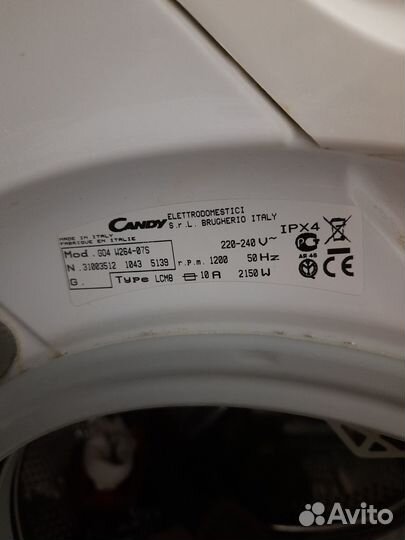 CANDY ELETTRODOMESTICI
S.r.L. BRUGHERIO ITALY
MADE IN ITALY
FABRIQUE EN ITALIE
IPX4
Mod. GO4 W264-07S
220-240 V~
N. 31003512 1043 5139
r.p.m. 1200
50 Hz
G.
Type LCMB
10 A
2150 W
CE
Avito